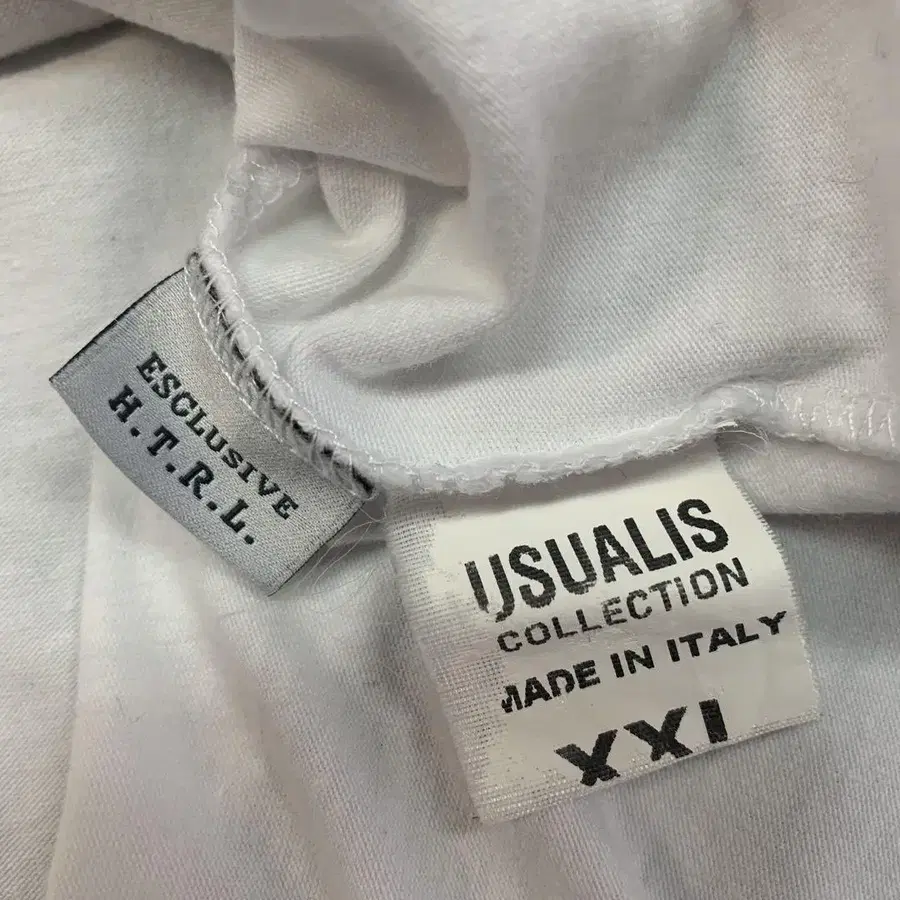 ESCLUSIVE
H.T.R.L.
USUALIS
COLLECTION
MADE IN ITALY
XXL